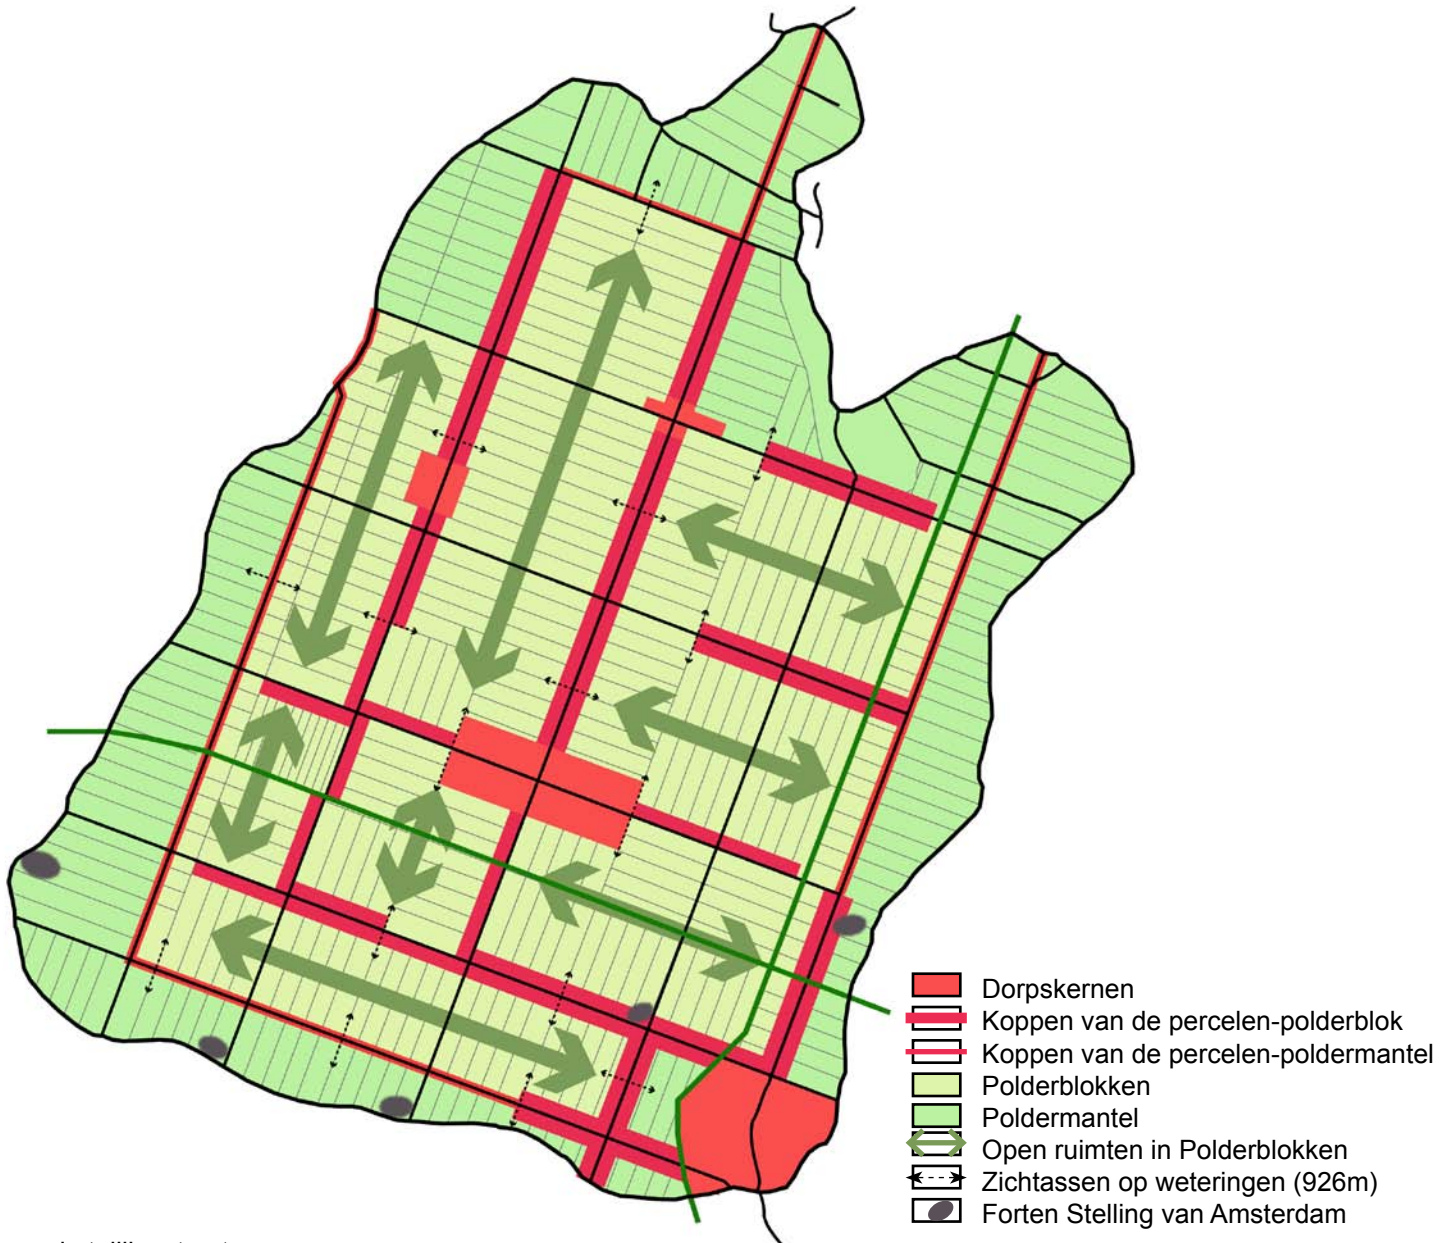 Dorpskernen
Koppen van de percelen-polderblok
Koppen van de percelen-poldermantel
Polderblokken
Poldermantel
Open ruimten in Polderblokken
Zichtassen op weteringen (926m)
Forten Stelling van Amsterdam